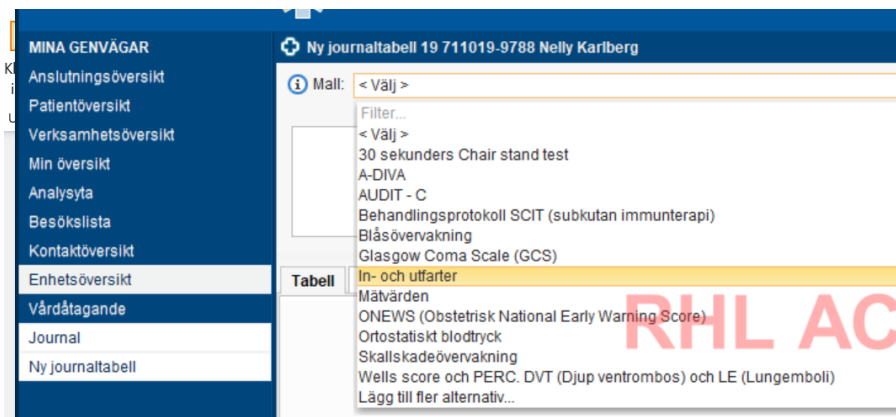 MINA GENVÄGAR
Anslutningsöversikt
Patientöversikt
Verksamhetsöversikt
Min översikt
Analysyta
Besökslista
Kontaktöversikt
Enhetsöversikt
Vårdåtagande
Journal
Ny journaltabell
Ny journaltabell 19 711019-9788 Nelly Karlberg
Mall: < Välj >
Filter...
< Välj >
30 sekunders Chair stand test
A-DIVA
AUDIT - C
Behandlingsprotokoll SCIT (subkutan immunterapi)
Blåsövervakning
Glasgow Coma Scale (GCS)
In- och utfarter
Mätvärden
ONEWS (Obstetrisk National Early Warning Score)
Ortostatiskt blodtryck
Skallskadeövervakning
Wells score och PERC. DVT (Djup ventrombos) och LE (Lungemboli)
Lägg till fler alternativ...
Tabell
RHL AC